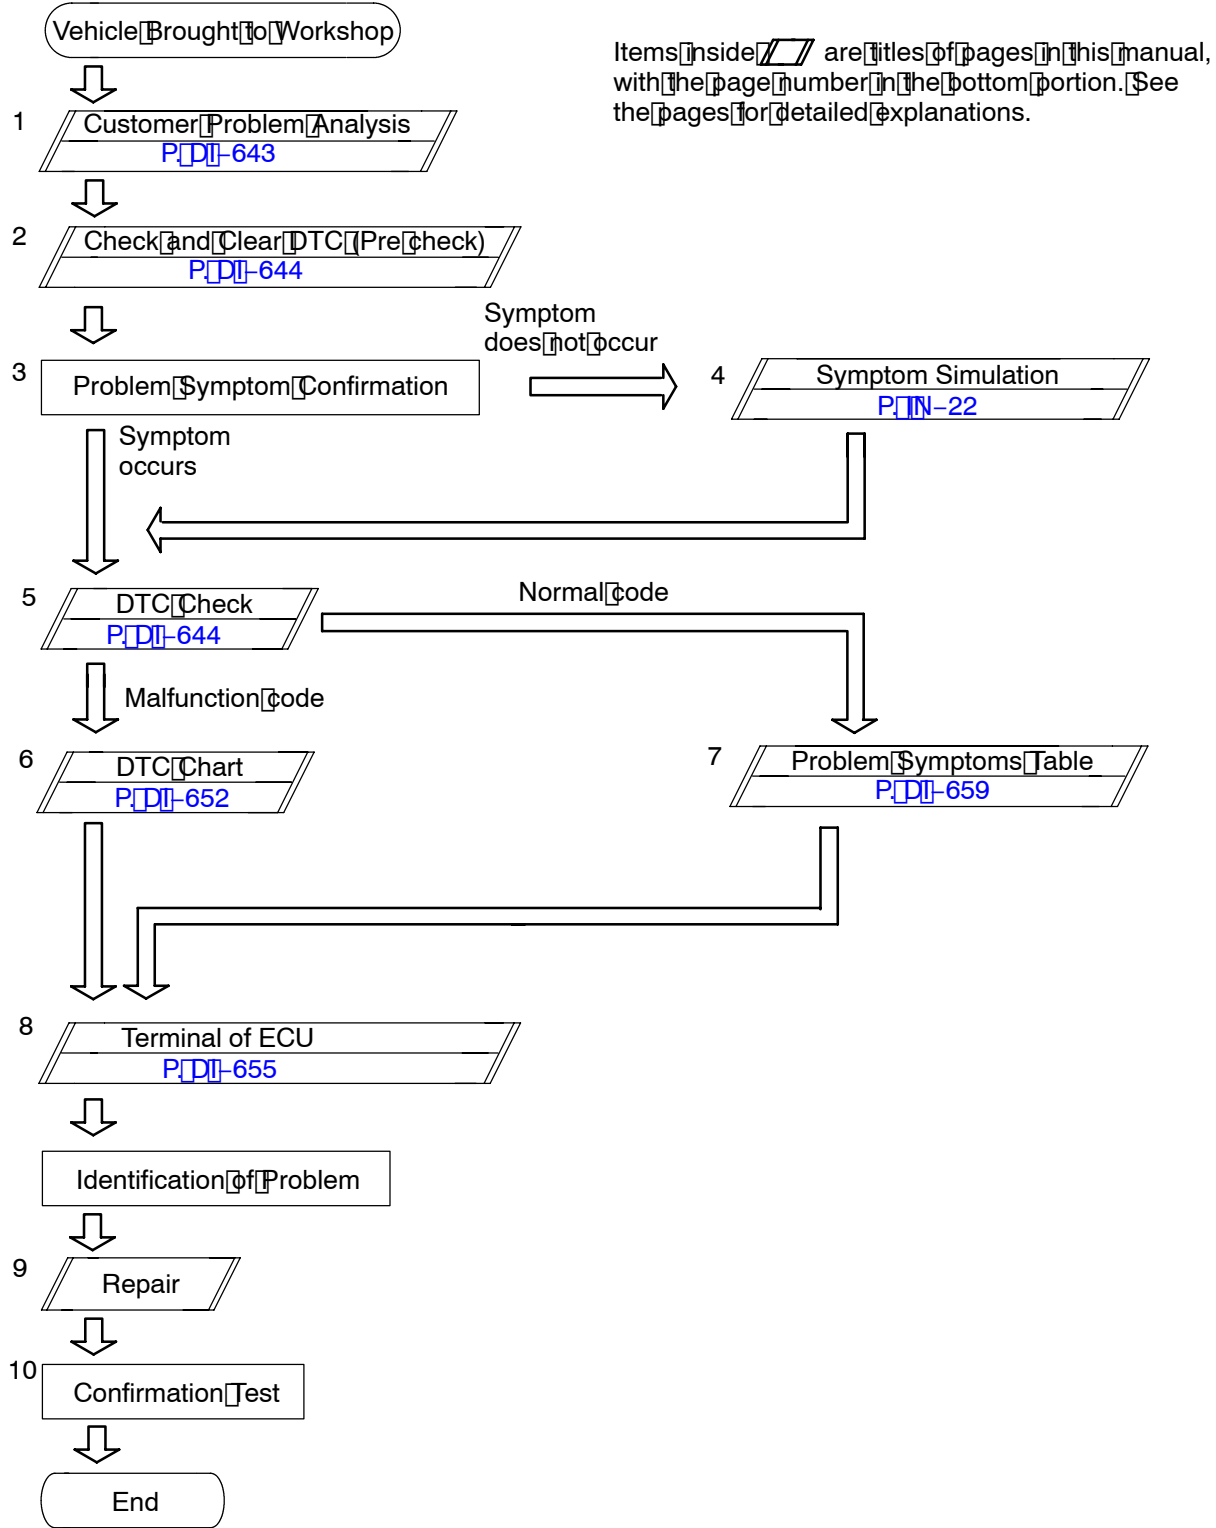 Vehicle Brought to Workshop
Items inside are titles of pages in this manual,
with the page number in the bottom portion. See
the pages for detailed explanations.
1
Customer Problem Analysis
P. DI–643
2
Check and Clear DTC (Pre check)
P. DI–644
Symptom
does not occur
3
Problem Symptom Confirmation
4
Symptom Simulation
P. IN–22
Symptom
occurs
5
DTC Check
P. DI–644
Normal code
Malfunction code
6
DTC Chart
P. DI–652
7
Problem Symptoms Table
P. DI–659
8
Terminal of ECU
P. DI–655
Identification of Problem
9
Repair
10
Confirmation Test
End